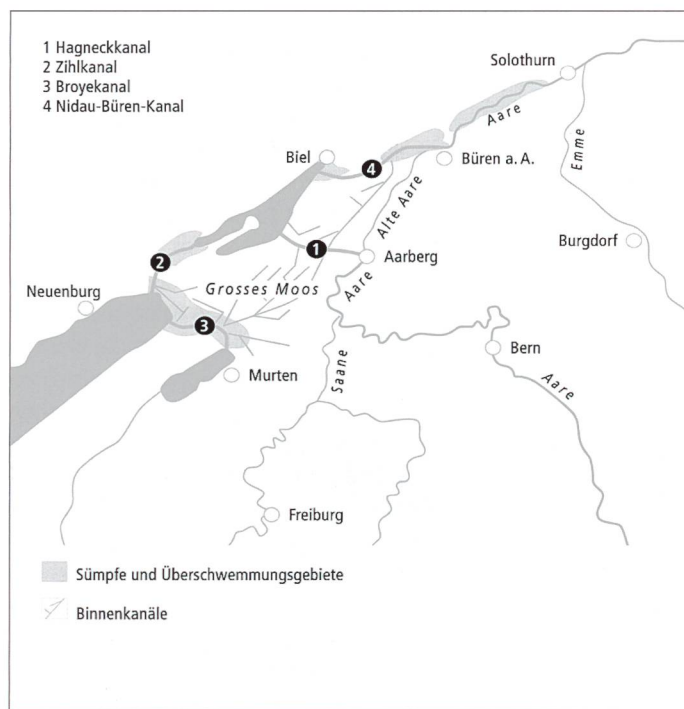 1 Hagneckkanal
2 Zihlkanal
3 Broyekanal
4 Nidau-Büren-Kanal
Solothurn
Aare
Biel
4
Büren a. A.
Emme
Alte Aare
1
Aarberg
Burgdorf
2
Grosses Moos
Aare
Neuenburg
3
Bern
Murten
Saane
Aare
Freiburg
Sümpfe und Überschwemmungsgebiete
Binnenkanäle